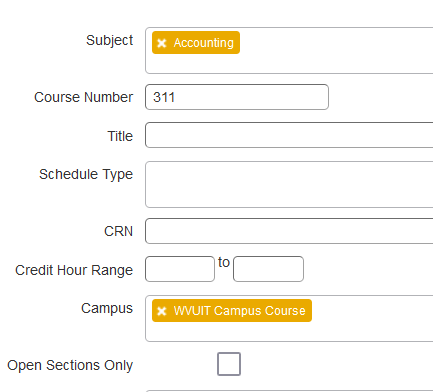 Subject
× Accounting
Course Number 311
Title
Schedule Type
CRN
Credit Hour Range to
Campus
× WVUIT Campus Course
Open Sections Only